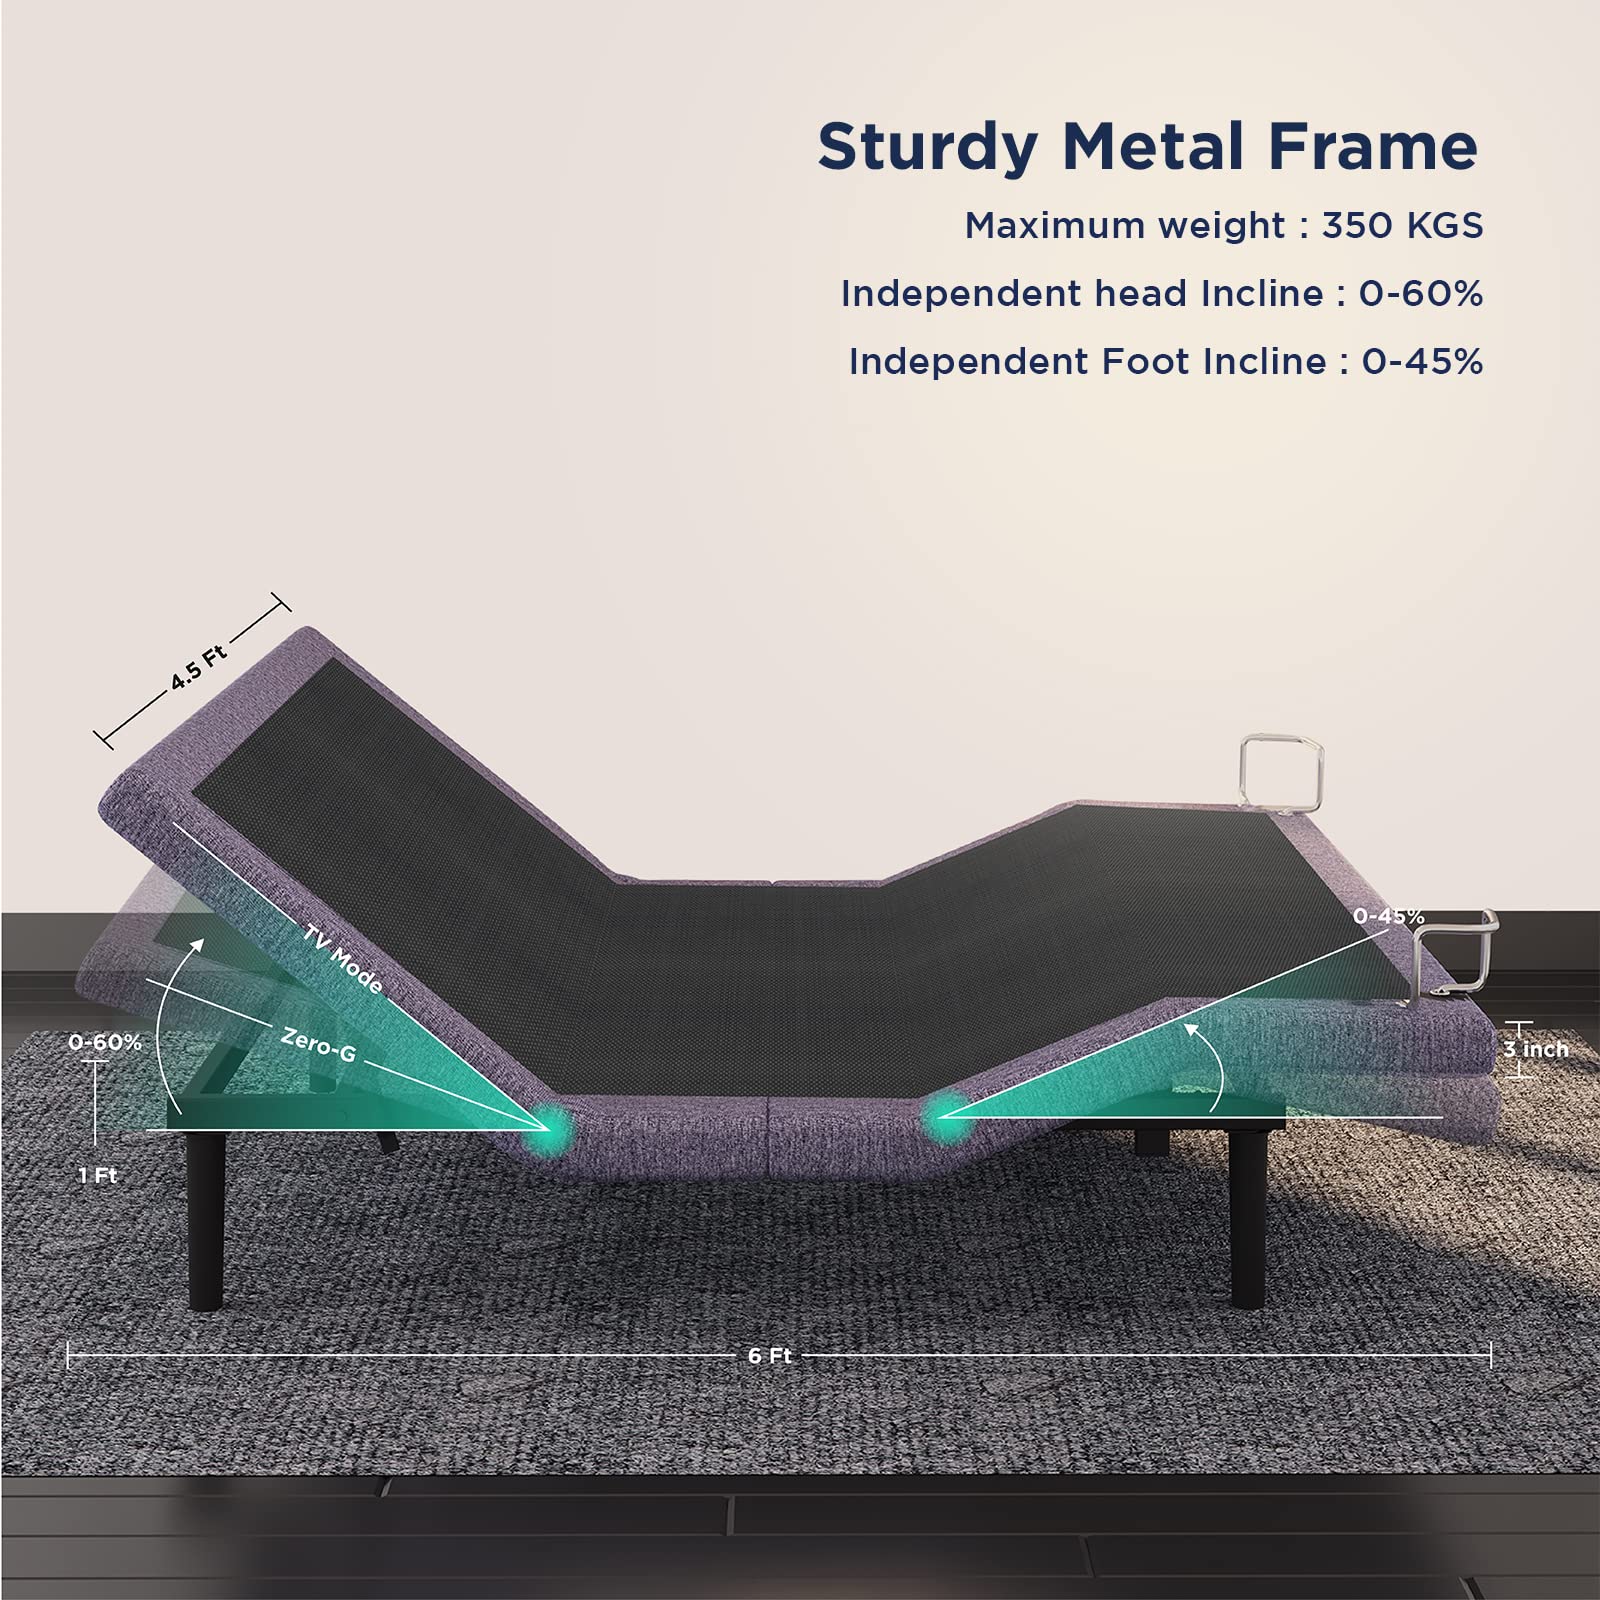 Sturdy Metal Frame
Maximum weight : 350 KGS
Independent head Incline : 0-60%
Independent Foot Incline : 0-45%
4.5 Ft
0-45%
TV Mode
Zero-G
0-60%
3 inch
1 Ft
6 Ft